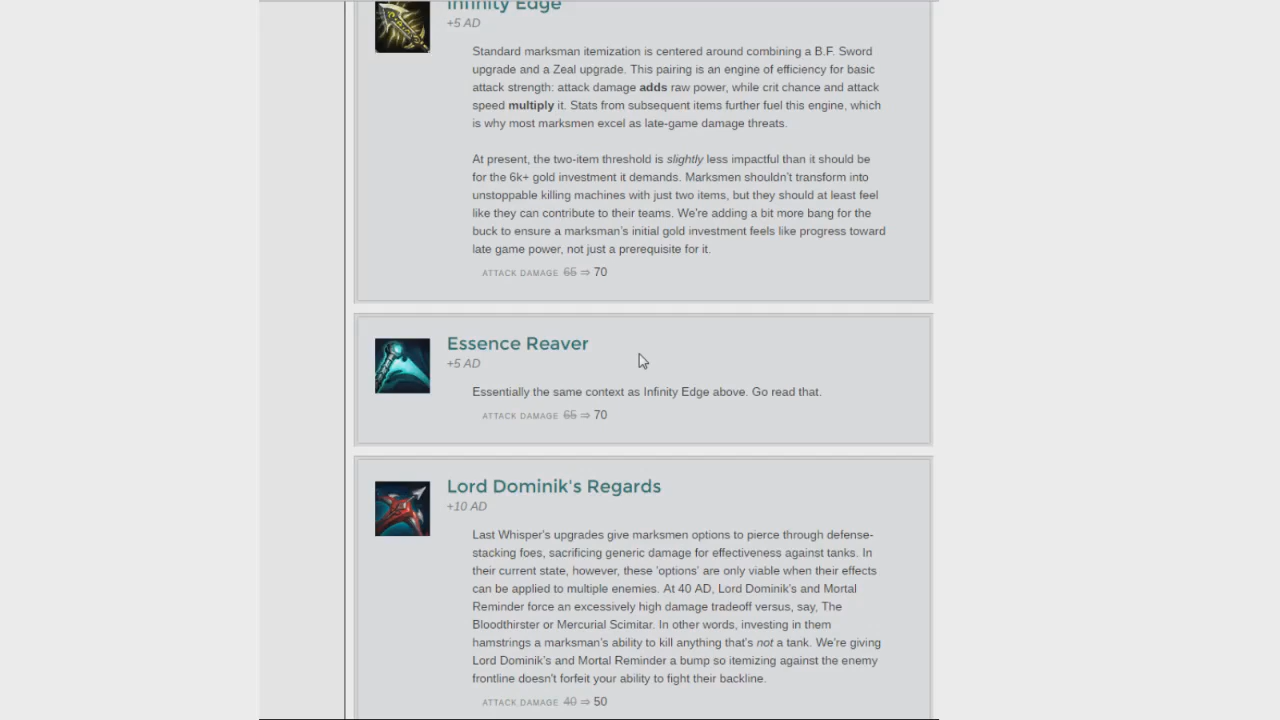 Infinity Edge
+5 AD
Standard marksman itemization is centered around combining a B.F. Sword
upgrade and a Zeal upgrade. This pairing is an engine of efficiency for basic
attack strength: attack damage adds raw power, while crit chance and attack
speed multiply it. Stats from subsequent items further fuel this engine, which
is why most marksmen excel as late-game damage threats.
At present, the two-item threshold is slightly less impactful than it should be
for the 6k+ gold investment it demands. Marksmen shouldn't transform into
unstoppable killing machines with just two items, but they should at least feel
like they can contribute to their teams. We're adding a bit more bang for the
buck to ensure a marksman's initial gold investment feels like progress toward
late game power, not just a prerequisite for it.
ATTACK DAMAGE 65 ⇒ 70
Essence Reaver
+5 AD
Essentially the same context as Infinity Edge above. Go read that.
ATTACK DAMAGE 65 ⇒ 70
Lord Dominik's Regards
+10 AD
Last Whisper's upgrades give marksmen options to pierce through defense-
stacking foes, sacrificing generic damage for effectiveness against tanks. In
their current state, however, these 'options' are only viable when their effects
can be applied to multiple enemies. At 40 AD, Lord Dominik's and Mortal
Reminder force an excessively high damage tradeoff versus, say, The
Bloodthirster or Mercurial Scimitar. In other words, investing in them
hamstrings a marksman's ability to kill anything that's not a tank. We're giving
Lord Dominik's and Mortal Reminder a bump so itemizing against the enemy
frontline doesn't forfeit your ability to fight their backline.
ATTACK DAMAGE 40 ⇒ 50